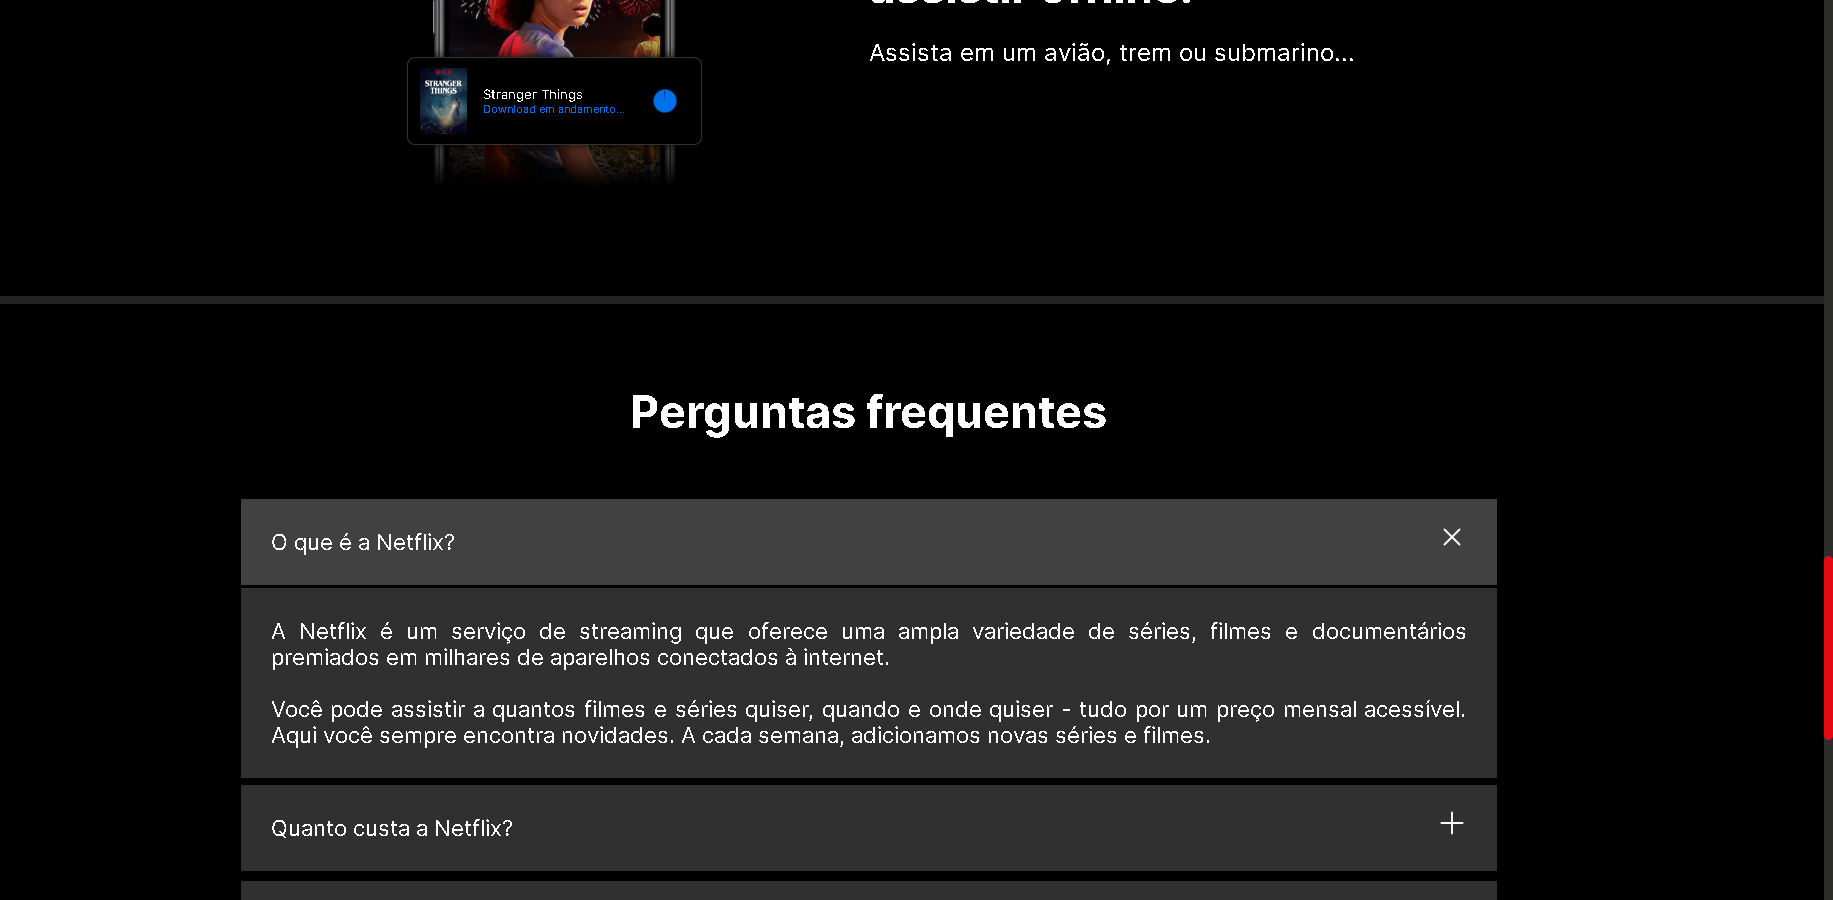 assistir offline.
Assista em um avião, trem ou submarino...
STRANGER
THINGS
Stranger Things
Download em andamento...
Perguntas frequentes
O que é a Netflix?
A Netflix é um serviço de streaming que oferece uma ampla variedade de séries, filmes e documentários
premiados em milhares de aparelhos conectados à internet.
Você pode assistir a quantos filmes e séries quiser, quando e onde quiser - tudo por um preço mensal acessível.
Aqui você sempre encontra novidades. A cada semana, adicionamos novas séries e filmes.
Quanto custa a Netflix?